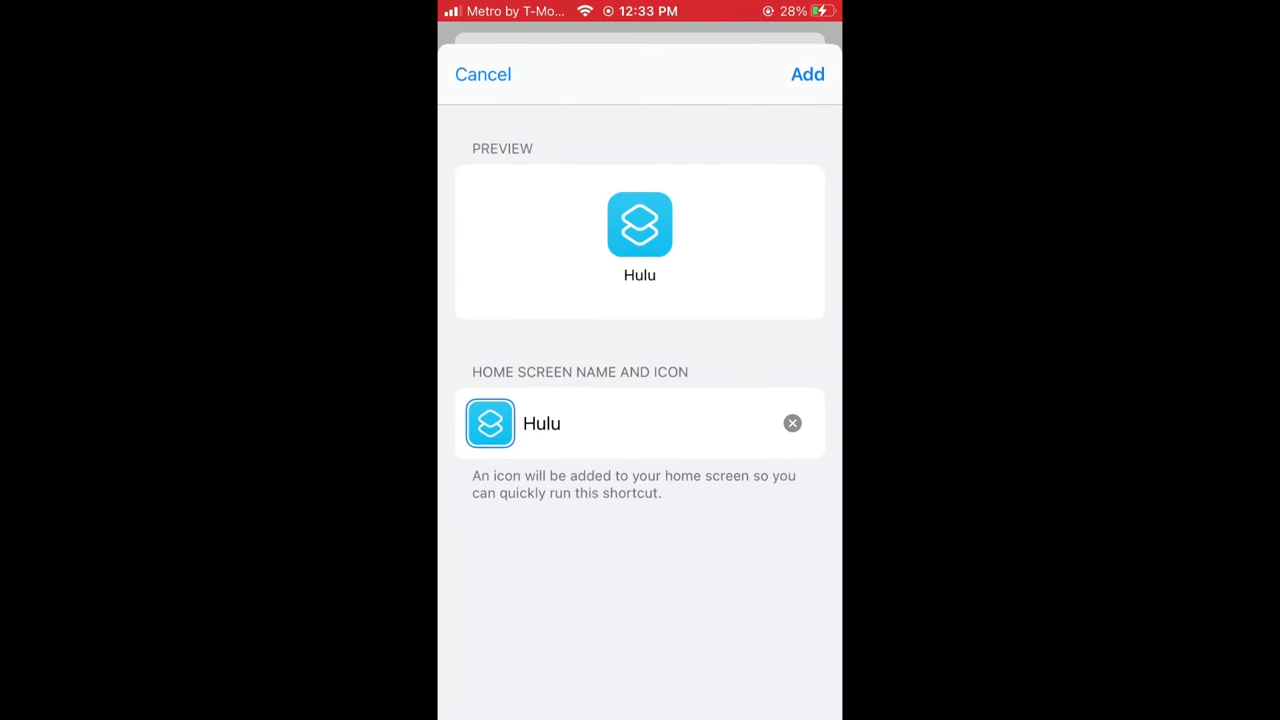 Metro by T-Mo... 12:33 PM 28%
Cancel Add
PREVIEW
Hulu
HOME SCREEN NAME AND ICON
Hulu
An icon will be added to your home screen so you
can quickly run this shortcut.